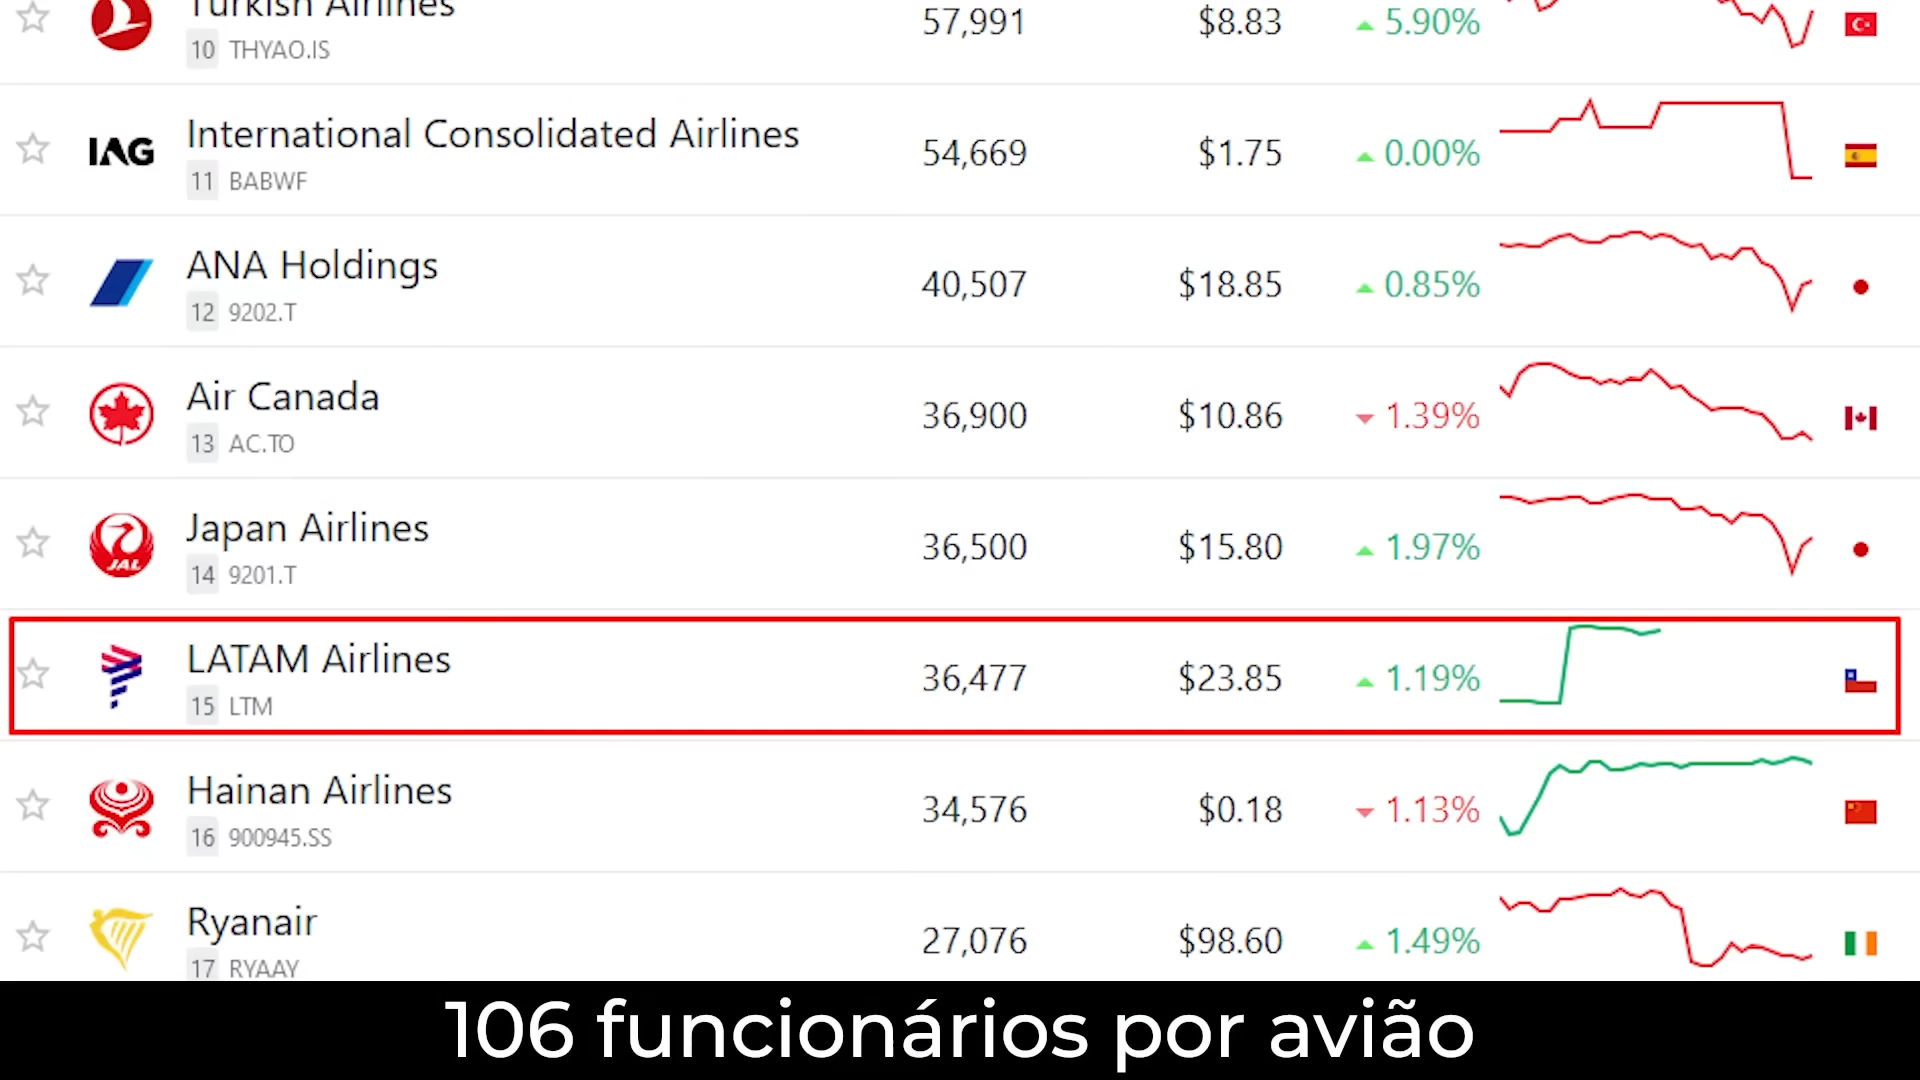 Turkish Airlines 57,991 $8.83 5.90%
10 THYAO.IS
IAG International Consolidated Airlines 54,669 $1.75 0.00%
11 BABWF
ANA Holdings 40,507 $18.85 0.85%
12 9202.T
Air Canada 36,900 $10.86 1.39%
13 AC.TO
Japan Airlines 36,500 $15.80 1.97%
JAL 14 9201.T
LATAM Airlines 36,477 $23.85 1.19%
15 LTM
Hainan Airlines 34,576 $0.18 1.13%
16 900945.SS
Ryanair 27,076 $98.60 1.49%
17 RYAAY
106 funcionários por avião